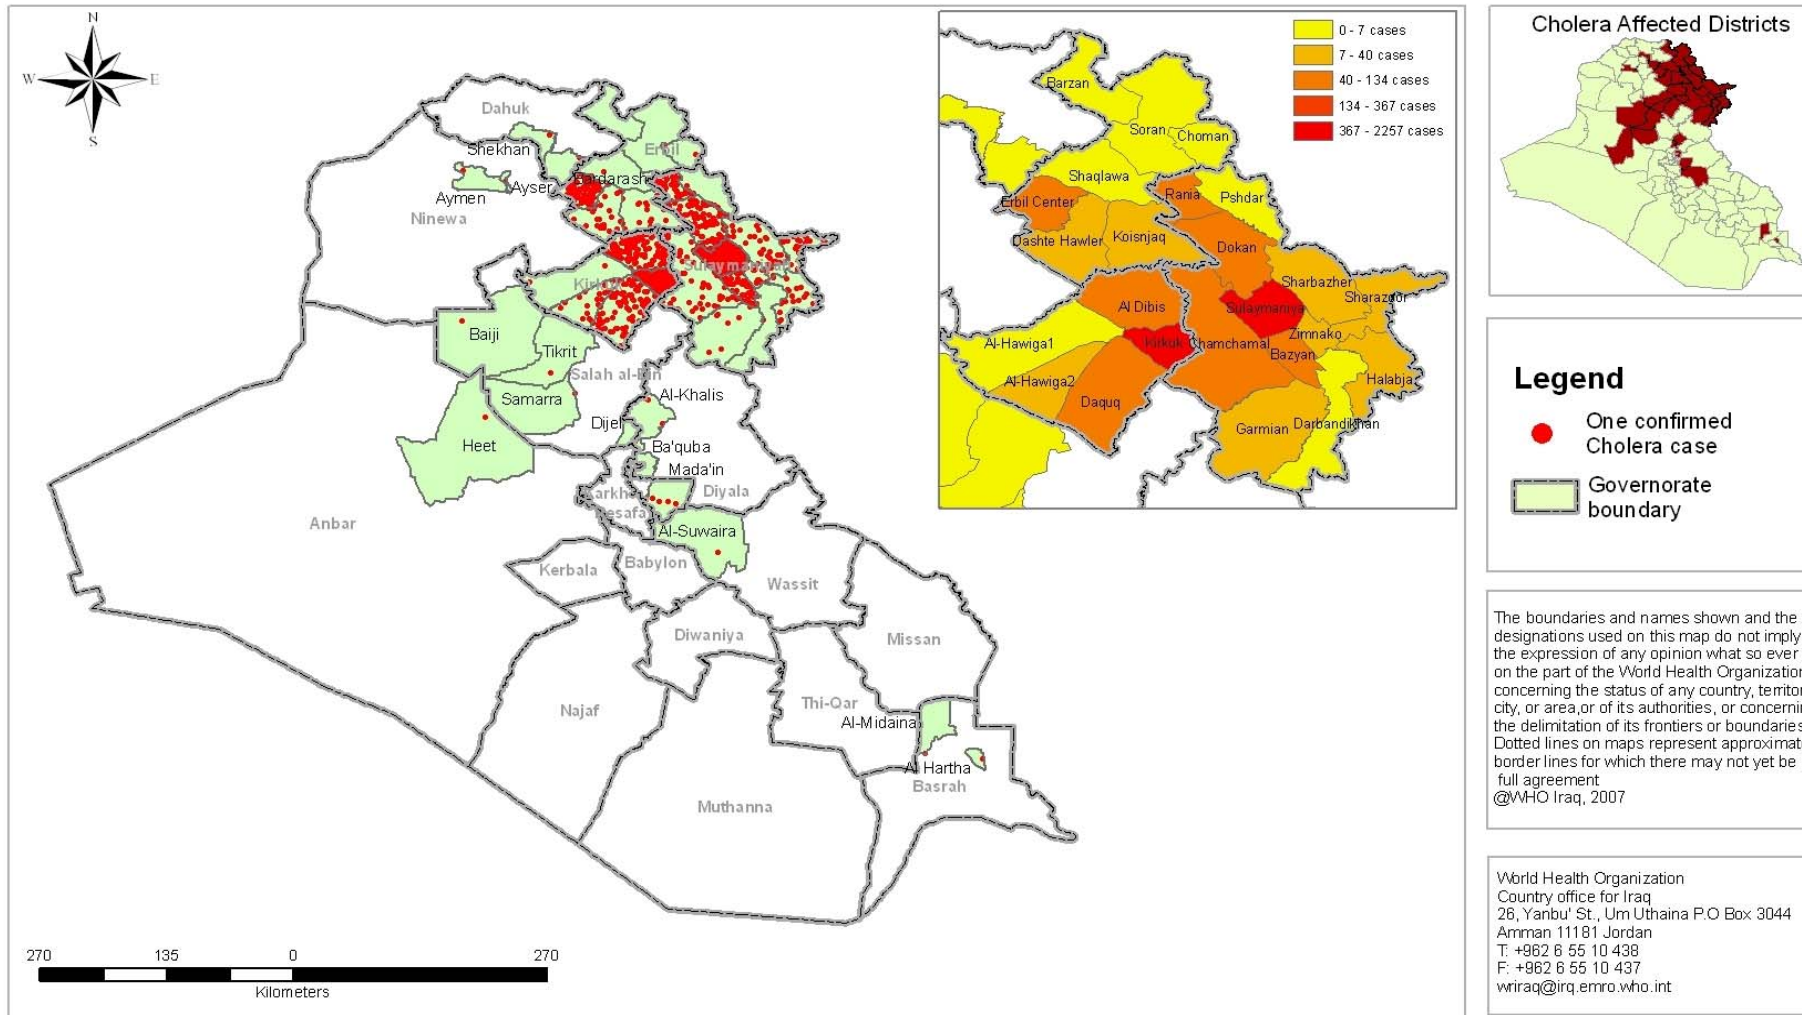 N
W
E
S
Dahuk
Shekhan
Erbil
Bardarash
Ayser
Aymen
Ninewa
Sulaymaniyah
Kirkuk
Baiji
Tikrit
Salah al-Din
Samarra
Al-Khalis
Dijel
Heet
Ba'quba
Mada'in
Karkh
Resafa
Diyala
Al-Suwaira
Anbar
Kerbala
Babylon
Wassit
Diwaniya
Missan
Najaf
Thi-Qar
Al-Midaina
Al Hartha
Basrah
Muthanna
270 135 0 270
Kilometers
0 - 7 cases
7 - 40 cases
40 - 134 cases
134 - 367 cases
367 - 2257 cases
Barzan
Soran
Choman
Shaqlawa
Erbil Center
Rania
Pshdar
Dashte Hawler
Koisnjaq
Dokan
Sharbazher
Sharazoor
Al Dibis
Sulaymaniya
Al-Hawiga1
Kirkuk
Chamchamal
Zimnako
Bazyan
Al-Hawiga2
Halabja
Daquq
Garmian
Darbandikhan
Cholera Affected Districts
Legend
One confirmed
Cholera case
Governorate
boundary
The boundaries and names shown and the
designations used on this map do not imply
the expression of any opinion what so ever
on the part of the World Health Organization
concerning the status of any country, territor
city, or area,or of its authorities, or concernin
the delimitation of its frontiers or boundaries
Dotted lines on maps represent approximat
border lines for which there may not yet be
full agreement
@WHO Iraq, 2007
World Health Organization
Country office for Iraq
26, Yanbu' St., Um Uthaina P.O Box 3044
Amman 11181 Jordan
T: +962 6 55 10 438
F: +962 6 55 10 437
wriraq@irq.emro.who.int